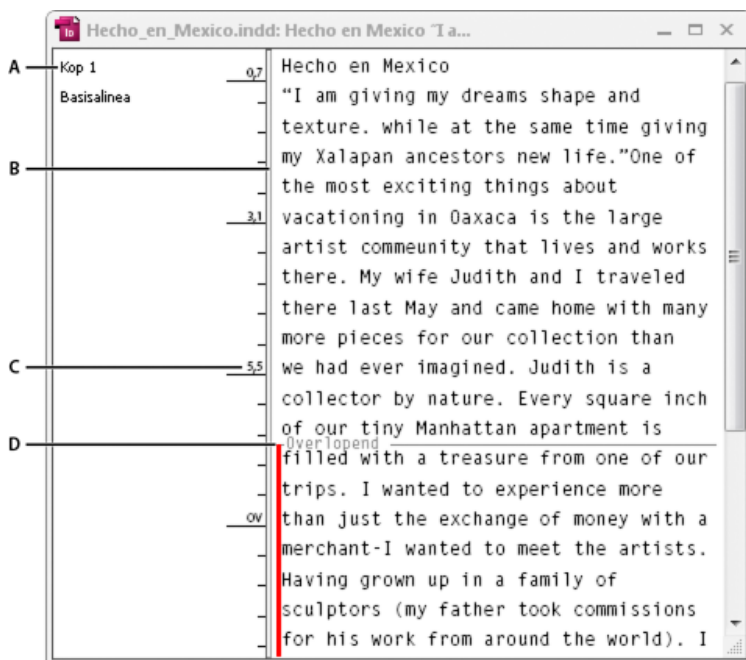 Hecho_en_Mexico.indd: Hecho en Mexico “I a...
A
Kop 1
0,7
Hecho en Mexico
Basisalinea
“I am giving my dreams shape and
texture. while at the same time giving
B
my Xalapan ancestors new life.”One of
the most exciting things about
3,1
vacationing in Oaxaca is the large
artist commeunity that lives and works
there. My wife Judith and I traveled
there last May and came home with many
more pieces for our collection than
C
5,5
we had ever imagined. Judith is a
collector by nature. Every square inch
of our tiny Manhattan apartment is
D
Overlopend
filled with a treasure from one of our
trips. I wanted to experience more
OV
than just the exchange of money with a
merchant-I wanted to meet the artists.
Having grown up in a family of
sculptors (my father took commissions
for his work from around the world). I